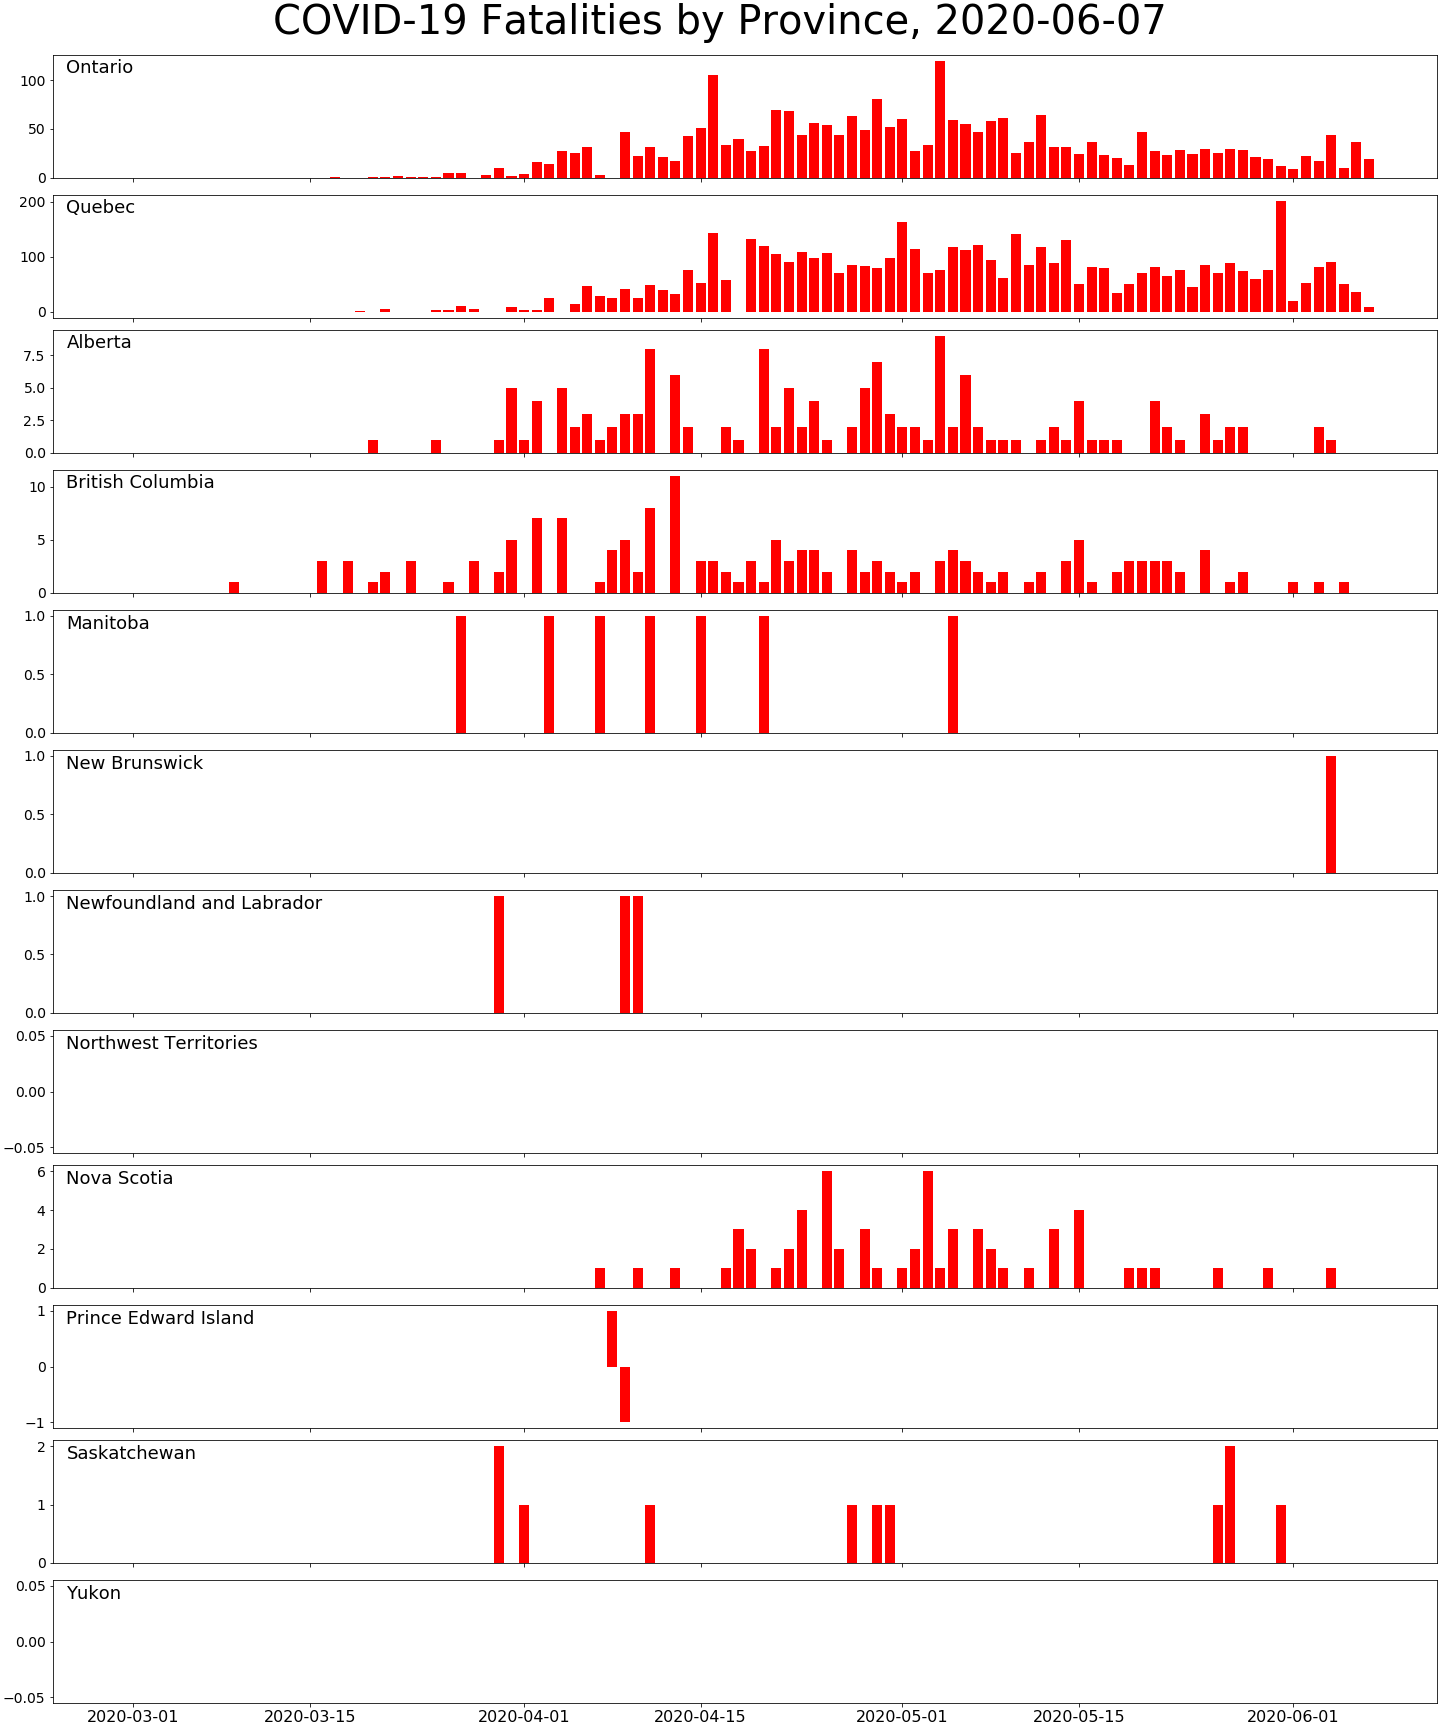 COVID-19 Fatalities by Province, 2020-06-07
Ontario
100
50
0
Quebec
200
100
0
Alberta
7.5
5.0
2.5
0.0
British Columbia
10
5
0
Manitoba
1.0
0.5
0.0
New Brunswick
1.0
0.5
0.0
Newfoundland and Labrador
1.0
0.5
0.0
Northwest Territories
0.05
0.00
−0.05
Nova Scotia
6
4
2
0
Prince Edward Island
1
0
−1
Saskatchewan
2
1
0
Yukon
0.05
0.00
−0.05
2020-03-01 2020-03-15 2020-04-01 2020-04-15 2020-05-01 2020-05-15 2020-06-01